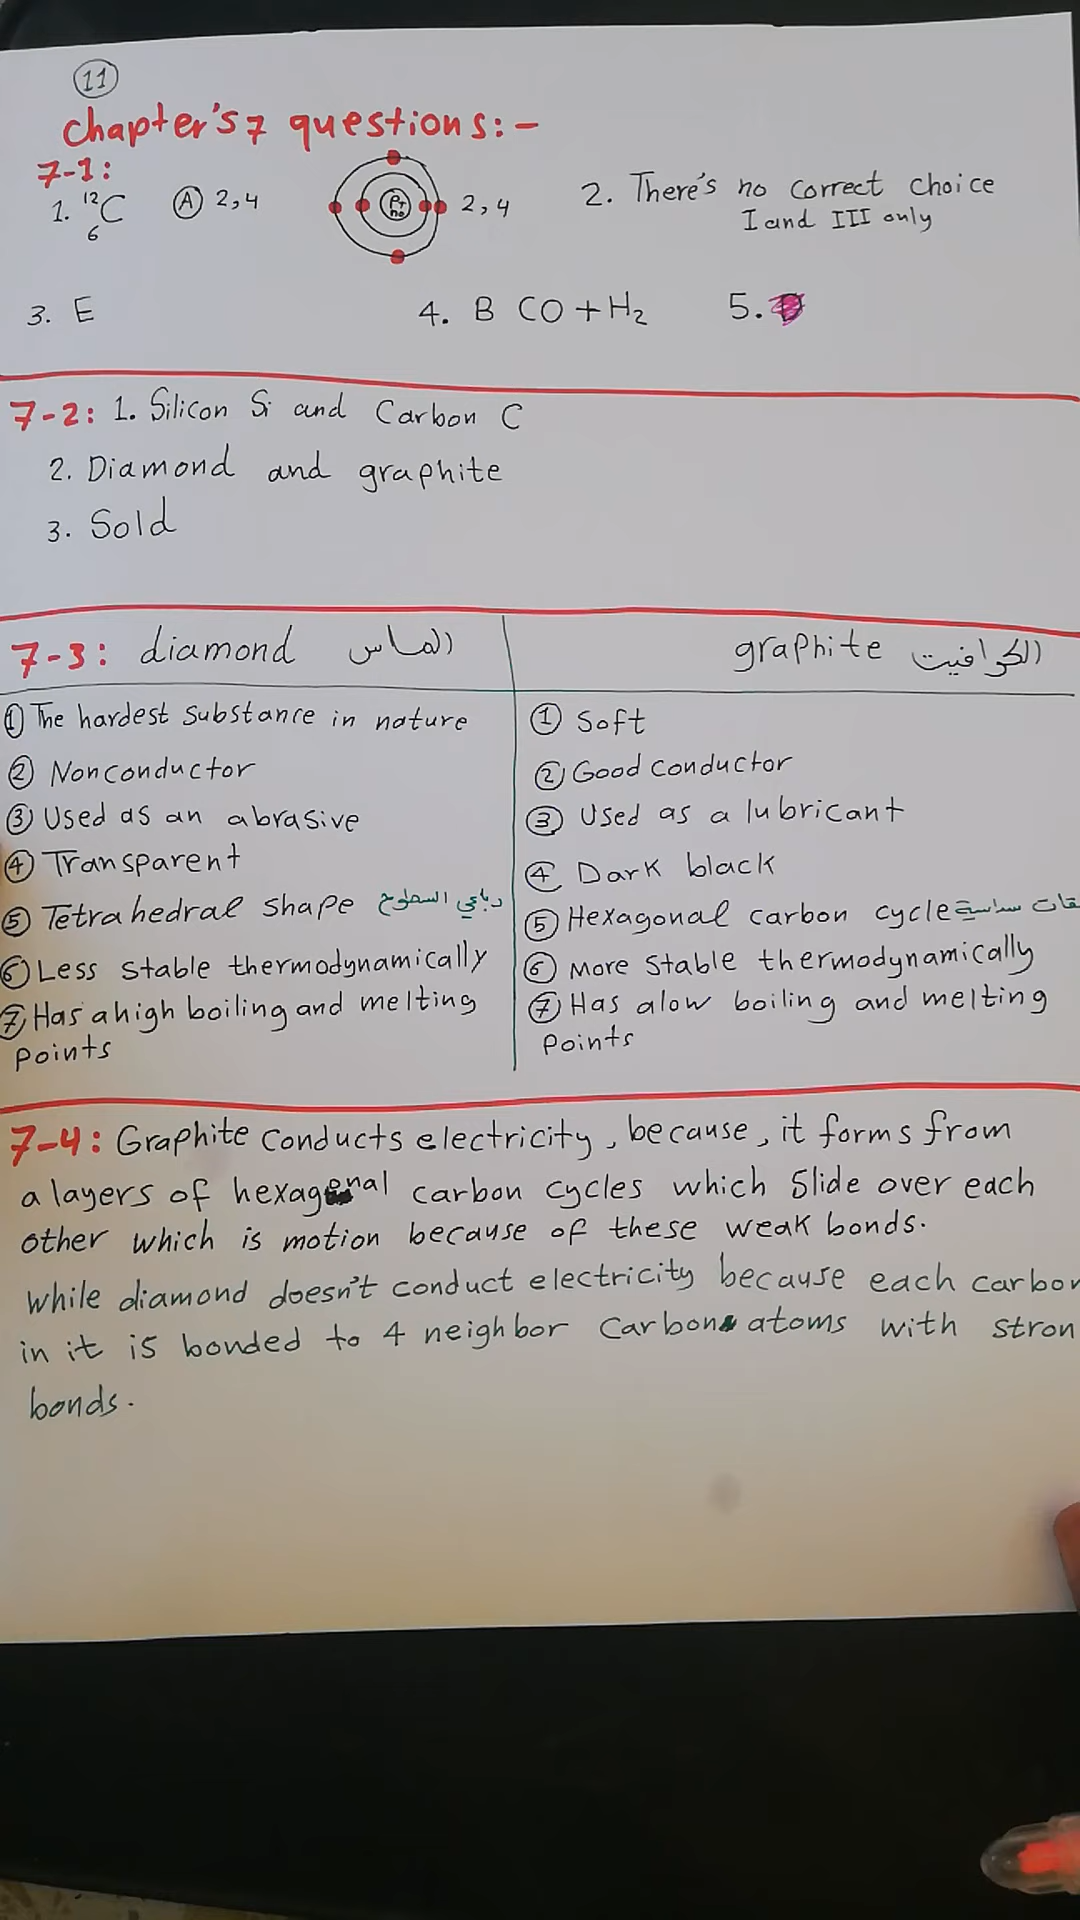 11
Chapter's 7 questions:-
7-1:
1. ¹²₆C Ⓐ 2,4 P+ n0 2,4 2. There's no correct choice
I and III only
3. E 4. B CO + H₂ 5.
7-2: 1. Silicon Si and Carbon C
2. Diamond and graphite
3. Sold
7-3: diamond الماس graphite الكرافيت
① The hardest substance in nature ① Soft
② Nonconductor ② Good conductor
③ Used as an abrasive ③ Used as a lubricant
④ Transparent ④ Dark black
⑤ Tetrahedral shape رباعي السطوح ⑤ Hexagonal carbon cycle سداسية
⑥ Less stable thermodynamically ⑥ More stable thermodynamically
⑦ Has a high boiling and melting ⑦ Has a low boiling and melting
points points
7-4: Graphite conducts electricity, because, it forms from
a layers of hexagonal carbon cycles which slide over each
other which is motion because of these weak bonds.
while diamond doesn't conduct electricity because each carbon
in it is bonded to 4 neighbor carbon atoms with stron
bonds.